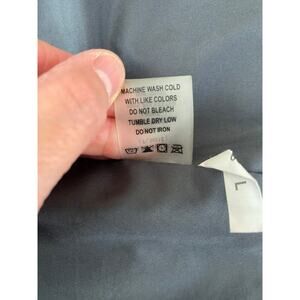 MACHINE WASH COLD
WITH LIKE COLORS
DO NOT BLEACH
TUMBLE DRY LOW
DO NOT IRON
L